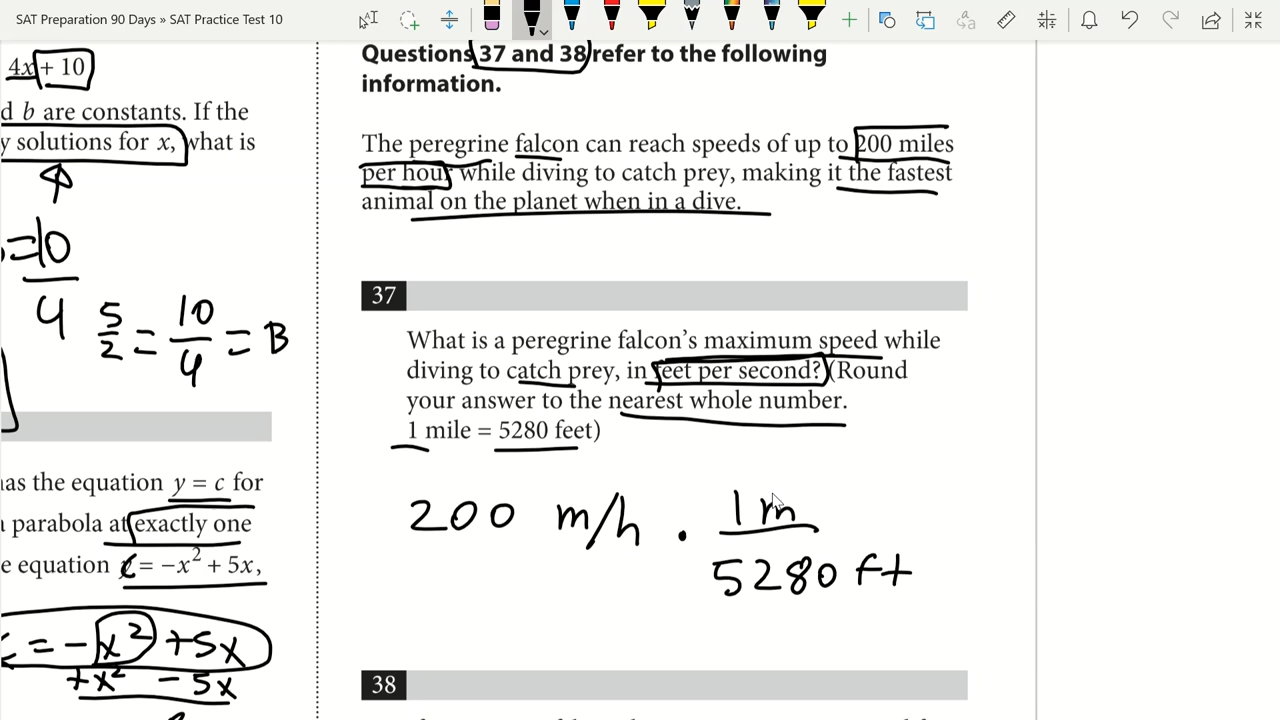 SAT Preparation 90 Days » SAT Practice Test 10
4x + 10
d b are constants. If the
y solutions for x, what is
=10
4
5/2 = 10/4 = B
as the equation y = c for
parabola at exactly one
e equation c = −x² + 5x,
= -x² +5x
+x² - 5x
Questions 37 and 38 refer to the following
information.
The peregrine falcon can reach speeds of up to 200 miles
per hour while diving to catch prey, making it the fastest
animal on the planet when in a dive.
37
What is a peregrine falcon’s maximum speed while
diving to catch prey, in feet per second? (Round
your answer to the nearest whole number.
1 mile = 5280 feet)
200 m/h . 1 m
5280 ft
38